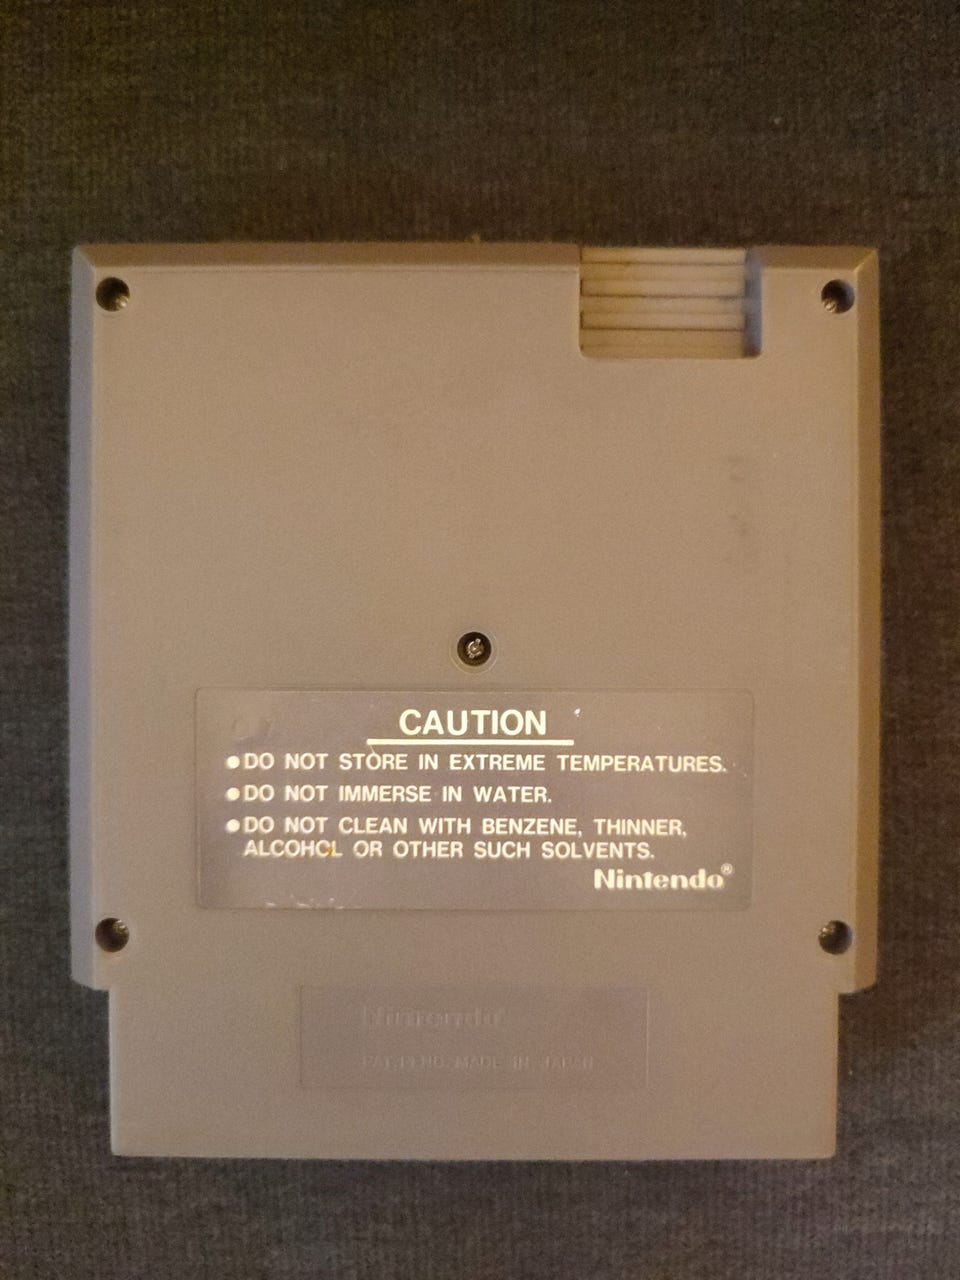 CAUTION
●DO NOT STORE IN EXTREME TEMPERATURES.
●DO NOT IMMERSE IN WATER.
●DO NOT CLEAN WITH BENZENE, THINNER,
ALCOHOL OR OTHER SUCH SOLVENTS.
Nintendo®
Nintendo®
PAT. PEND. MADE IN JAPAN